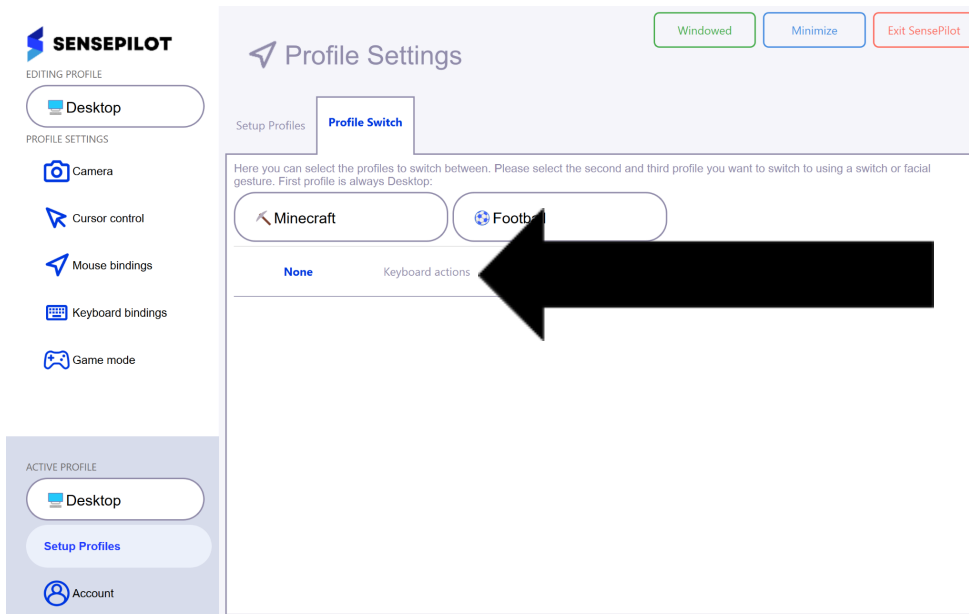 SENSEPILOT
EDITING PROFILE
Desktop
PROFILE SETTINGS
Camera
Cursor control
Mouse bindings
Keyboard bindings
Game mode
ACTIVE PROFILE
Desktop
Setup Profiles
Account
Windowed
Minimize
Exit SensePilot
Profile Settings
Setup Profiles
Profile Switch
Here you can select the profiles to switch between. Please select the second and third profile you want to switch to using a switch or facial
gesture. First profile is always Desktop:
Minecraft
Football
None
Keyboard actions